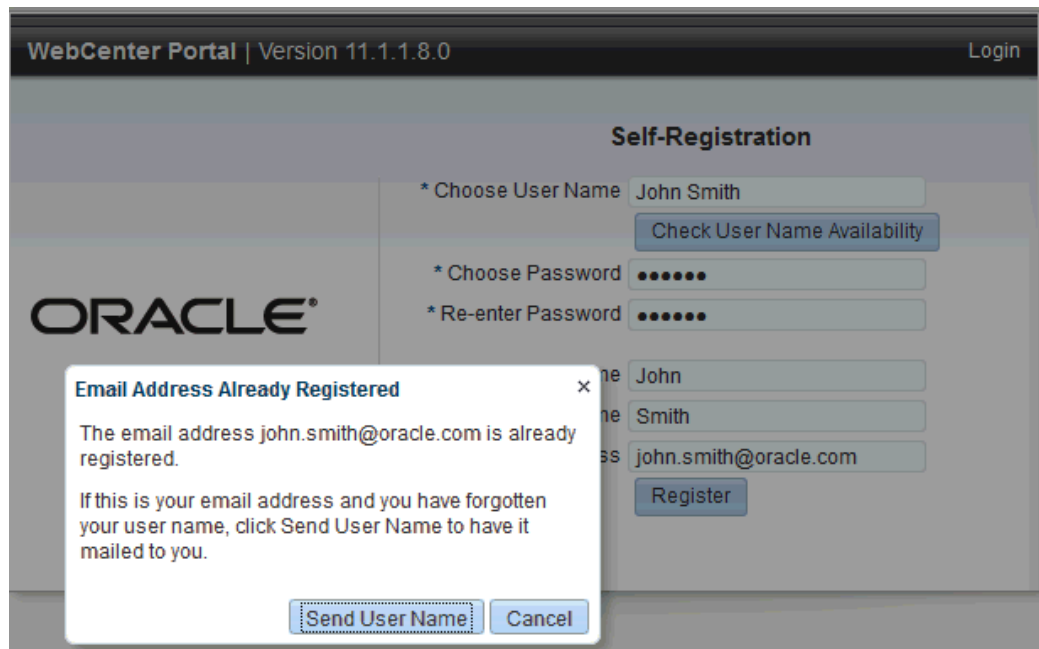 WebCenter Portal | Version 11.1.1.8.0 Login
Self-Registration
* Choose User Name John Smith
Check User Name Availability
* Choose Password ••••••
* Re-enter Password ••••••
ORACLE®
John
Smith
john.smith@oracle.com
Register
Email Address Already Registered ×
The email address john.smith@oracle.com is already
registered.
If this is your email address and you have forgotten
your user name, click Send User Name to have it
mailed to you.
Send User Name Cancel